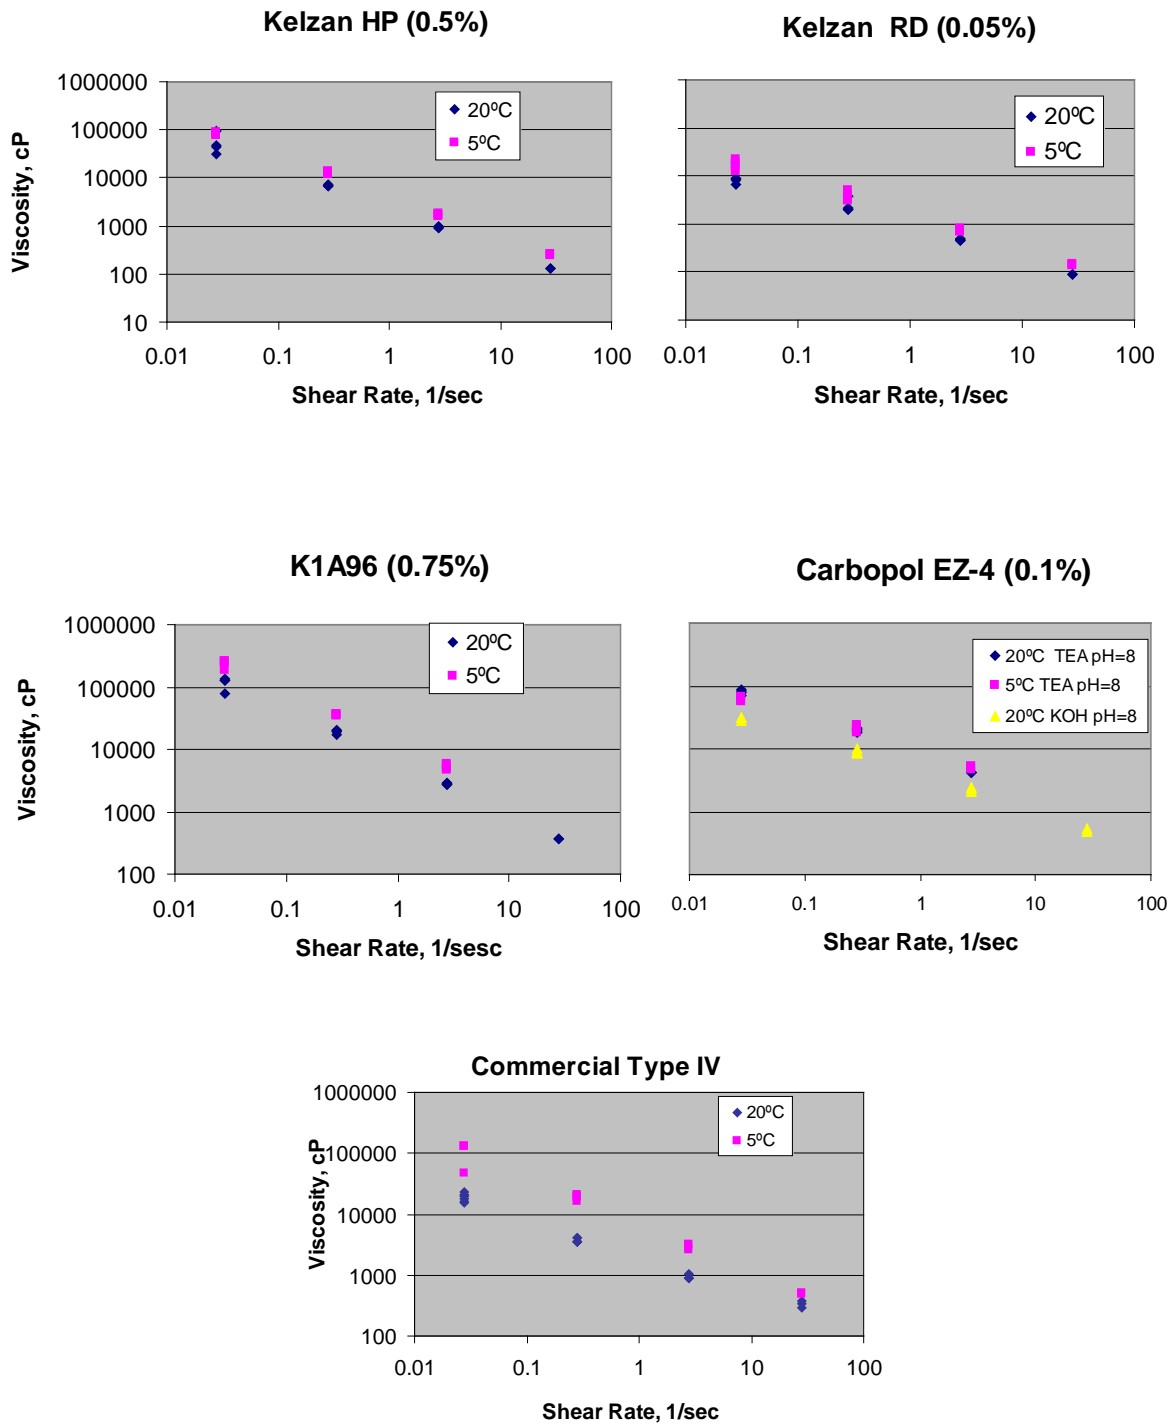 Kelzan HP (0.5%)
Kelzan RD (0.05%)
1000000
100000
10000
1000
100
10
Viscosity, cP
20ºC
5ºC
0.01 0.1 1 10 100
Shear Rate, 1/sec
20ºC
5ºC
0.01 0.1 1 10 100
Shear Rate, 1/sec
K1A96 (0.75%)
Carbopol EZ-4 (0.1%)
1000000
100000
10000
1000
100
Viscosity, cP
20ºC
5ºC
0.01 0.1 1 10 100
Shear Rate, 1/sesc
20ºC TEA pH=8
5ºC TEA pH=8
20ºC KOH pH=8
0.01 0.1 1 10 100
Shear Rate, 1/sec
Commercial Type IV
1000000
100000
10000
1000
100
Viscosity, cP
20ºC
5ºC
0.01 0.1 1 10 100
Shear Rate, 1/sec